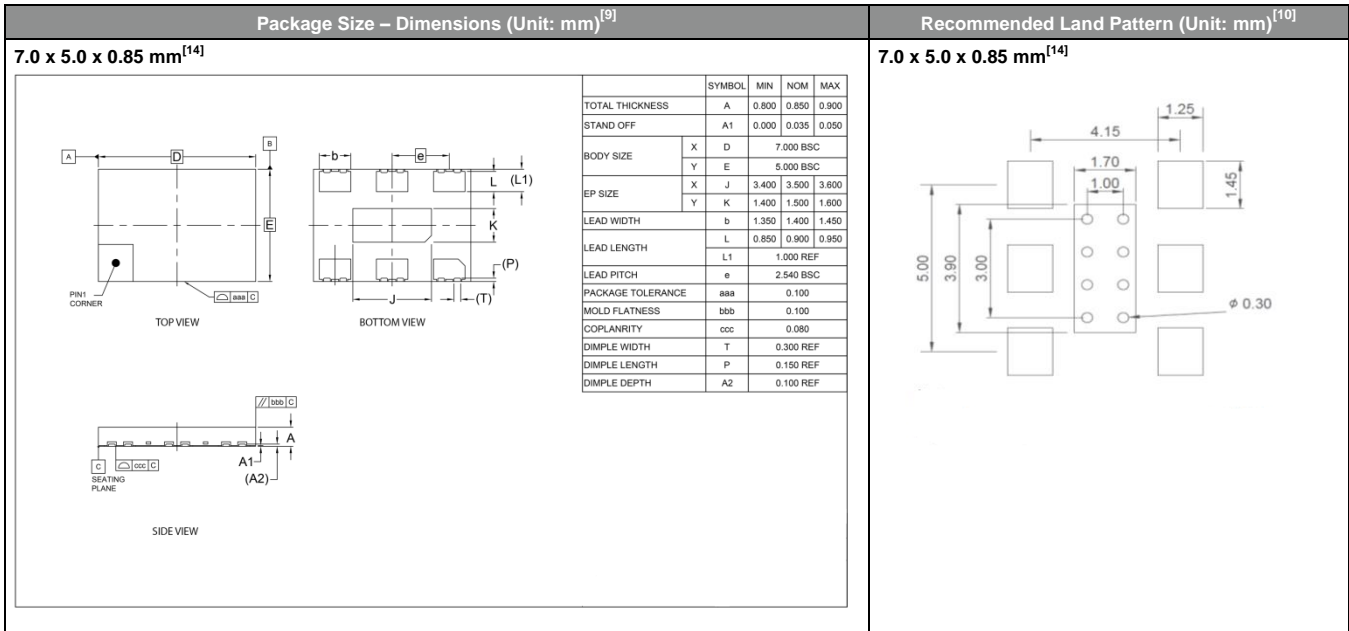 Package Size – Dimensions (Unit: mm)[9]
Recommended Land Pattern (Unit: mm)[10]
7.0 x 5.0 x 0.85 mm[14]
7.0 x 5.0 x 0.85 mm[14]
A
D
B
E
PIN1
CORNER
aaa C
TOP VIEW
b
e
L (L1)
K
(P)
J
(T)
BOTTOM VIEW
// bbb C
A
A1
(A2)
C
ccc C
SEATING
PLANE
SIDE VIEW
SYMBOL MIN NOM MAX
TOTAL THICKNESS A 0.800 0.850 0.900
STAND OFF A1 0.000 0.035 0.050
BODY SIZE X D 7.000 BSC
Y E 5.000 BSC
EP SIZE X J 3.400 3.500 3.600
Y K 1.400 1.500 1.600
LEAD WIDTH b 1.350 1.400 1.450
LEAD LENGTH L 0.850 0.900 0.950
L1 1.000 REF
LEAD PITCH e 2.540 BSC
PACKAGE TOLERANCE aaa 0.100
MOLD FLATNESS bbb 0.100
COPLANRITY ccc 0.080
DIMPLE WIDTH T 0.300 REF
DIMPLE LENGTH P 0.150 REF
DIMPLE DEPTH A2 0.100 REF
1.25
4.15
1.70
1.00
1.45
5.00
3.90
3.00
ø 0.30